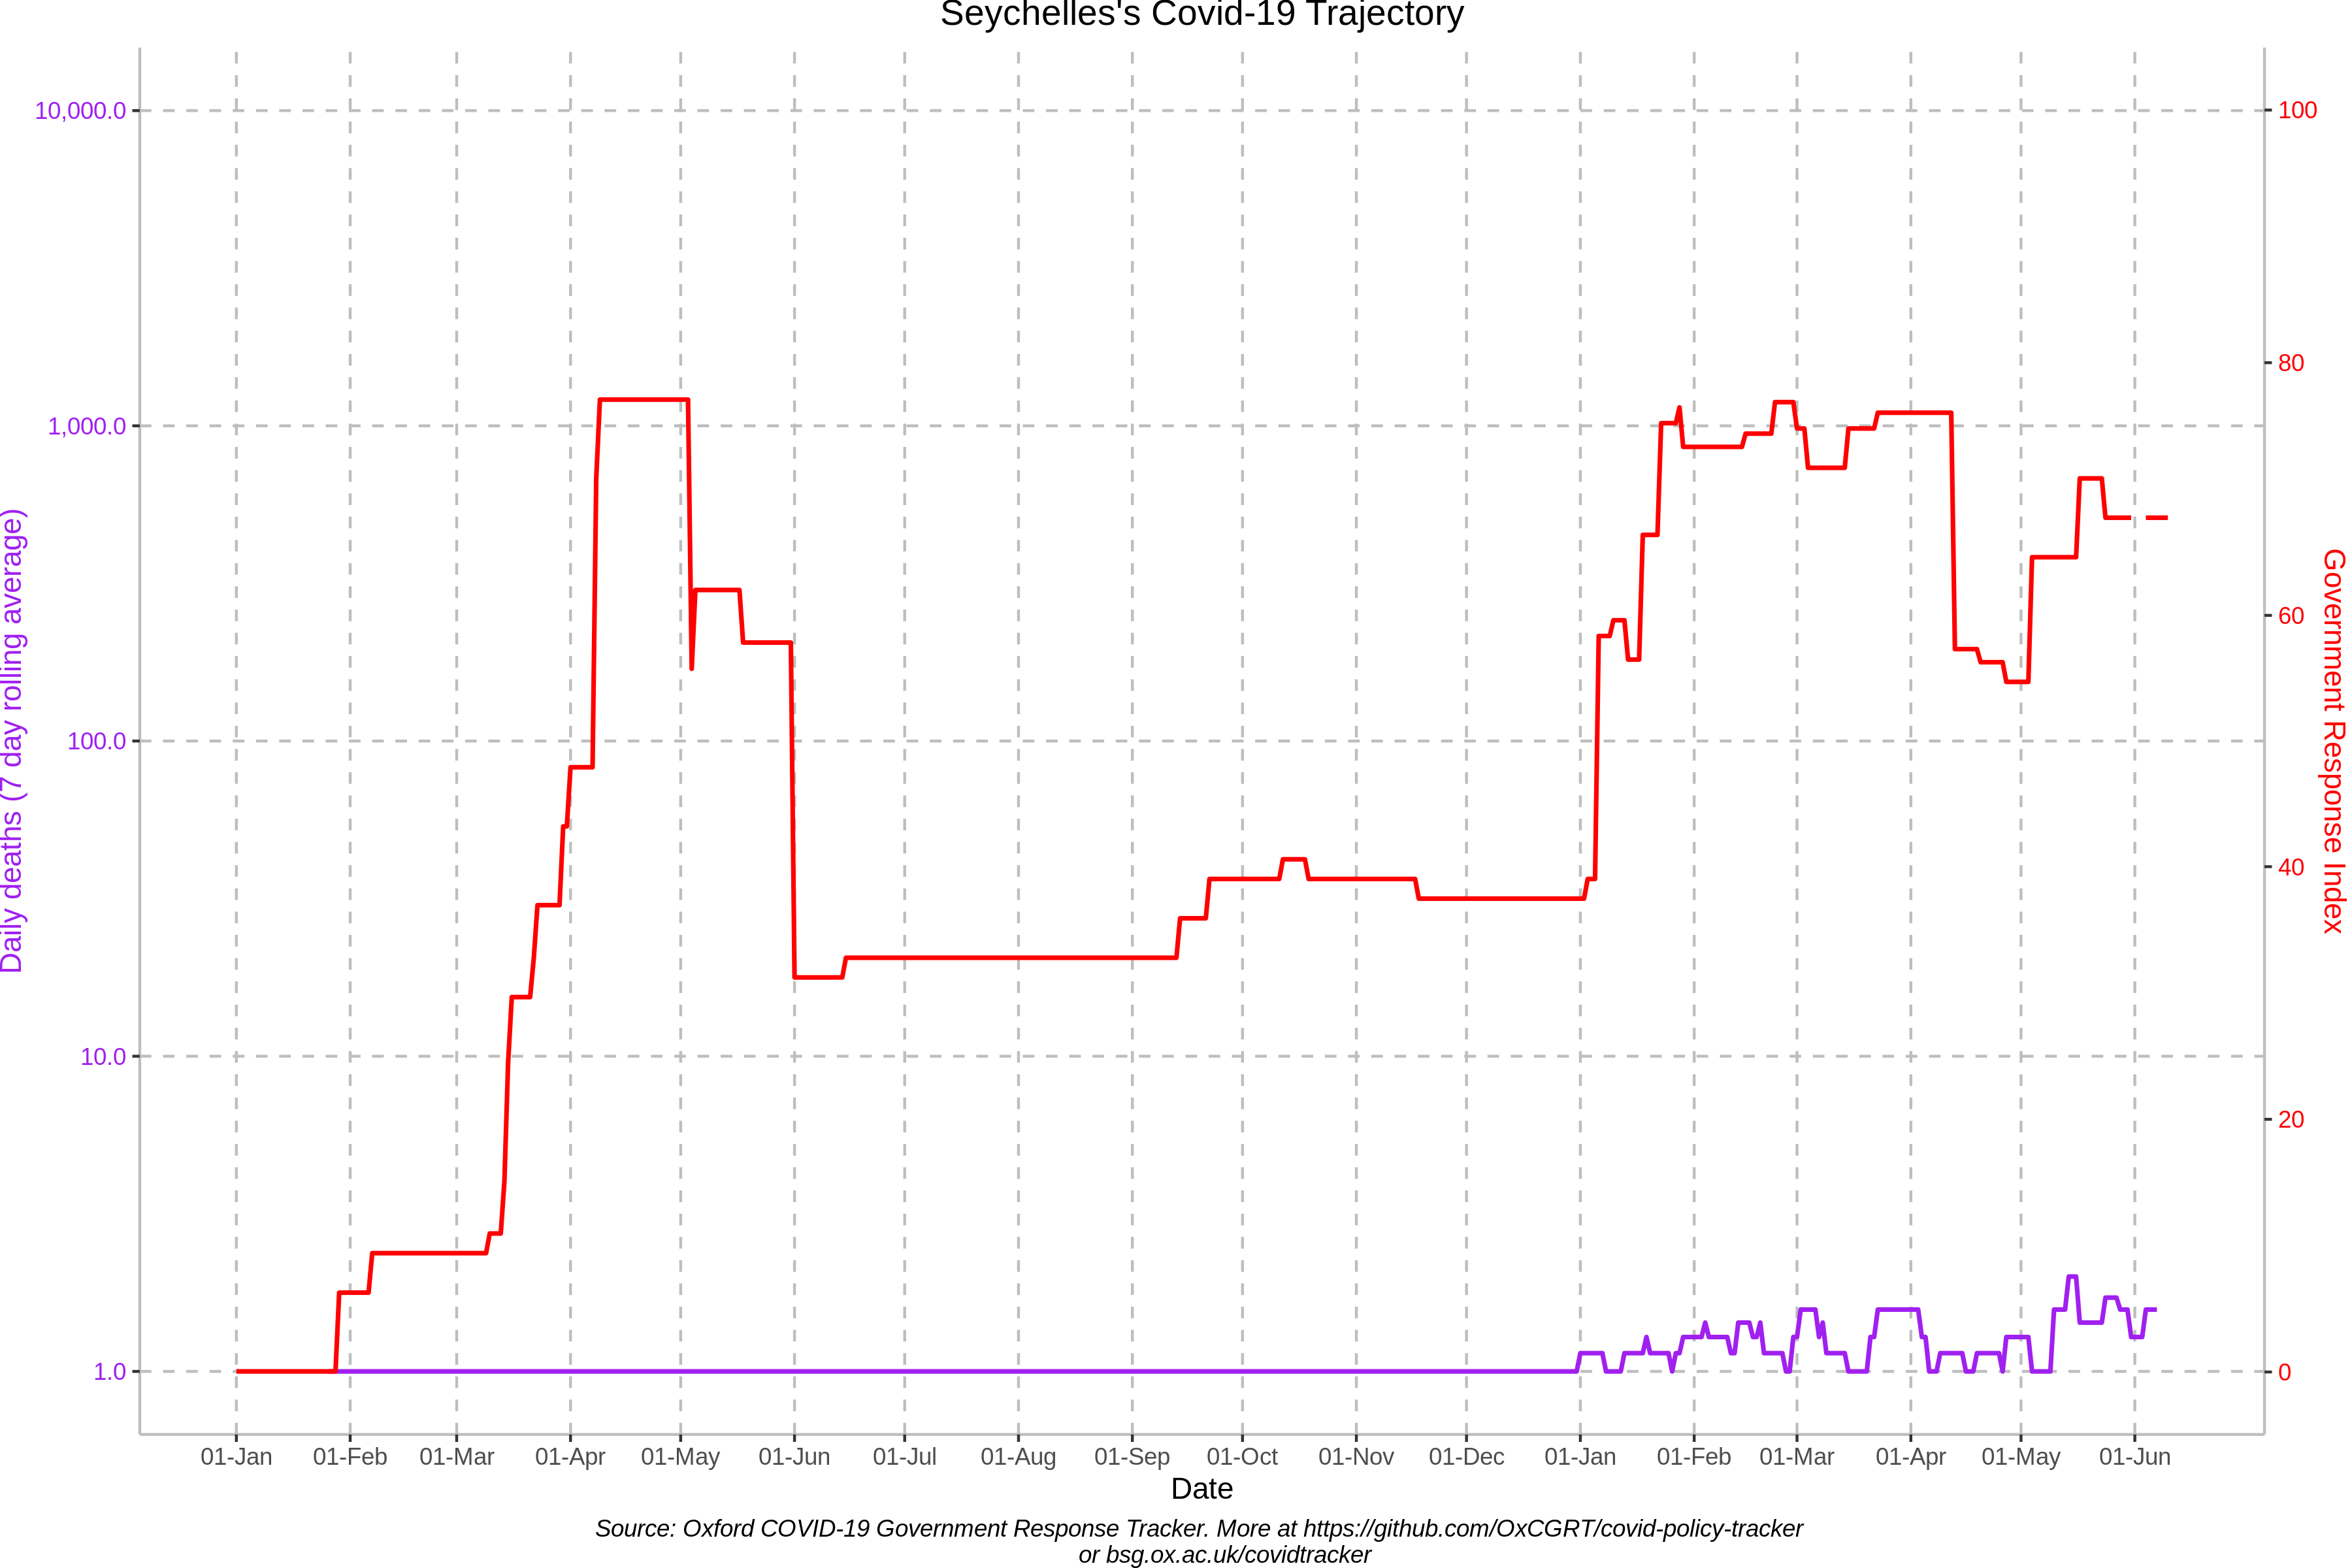 Seychelles's Covid-19 Trajectory
10,000.0
1,000.0
100.0
10.0
1.0
Daily deaths (7 day rolling average)
100
80
60
40
20
0
Government Response Index
01-Jan 01-Feb 01-Mar 01-Apr 01-May 01-Jun 01-Jul 01-Aug 01-Sep 01-Oct 01-Nov 01-Dec 01-Jan 01-Feb 01-Mar 01-Apr 01-May 01-Jun
Date
Source: Oxford COVID-19 Government Response Tracker. More at https://github.com/OxCGRT/covid-policy-tracker
or bsg.ox.ac.uk/covidtracker